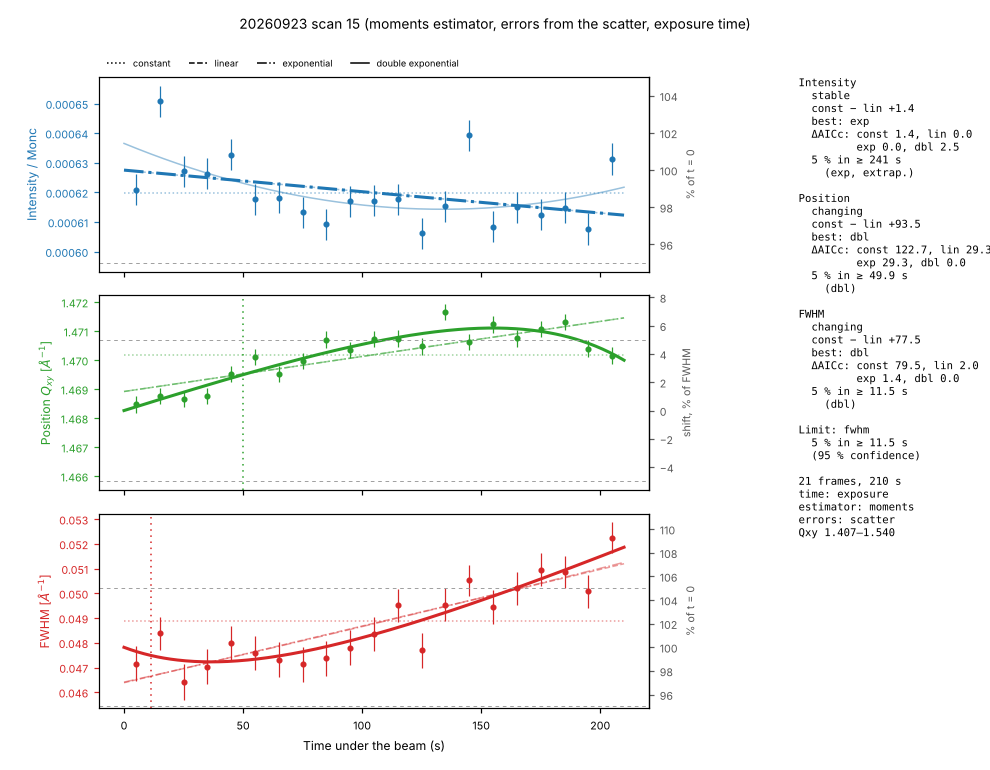 20260923 scan 15 (moments estimator, errors from the scatter, exposure time)
constant linear exponential double exponential
Intensity / Monc
0.00065
0.00064
0.00063
0.00062
0.00061
0.00060
104
102
100
98
96
% of t = 0
Position Qxy [Å⁻¹]
1.472
1.471
1.470
1.469
1.468
1.467
1.466
8
6
4
2
0
−2
−4
shift, % of FWHM
FWHM [Å⁻¹]
0.053
0.052
0.051
0.050
0.049
0.048
0.047
0.046
110
108
106
104
102
100
98
96
% of t = 0
0 50 100 150 200
Time under the beam (s)
Intensity
stable
const − lin +1.4
best: exp
ΔAICc: const 1.4, lin 0.0
exp 0.0, dbl 2.5
5 % in ≥ 241 s
(exp, extrap.)
Position
changing
const − lin +93.5
best: dbl
ΔAICc: const 122.7, lin 29.3
exp 29.3, dbl 0.0
5 % in ≥ 49.9 s
(dbl)
FWHM
changing
const − lin +77.5
best: dbl
ΔAICc: const 79.5, lin 2.0
exp 1.4, dbl 0.0
5 % in ≥ 11.5 s
(dbl)
Limit: fwhm
5 % in ≥ 11.5 s
(95 % confidence)
21 frames, 210 s
time: exposure
estimator: moments
errors: scatter
Qxy 1.407–1.540